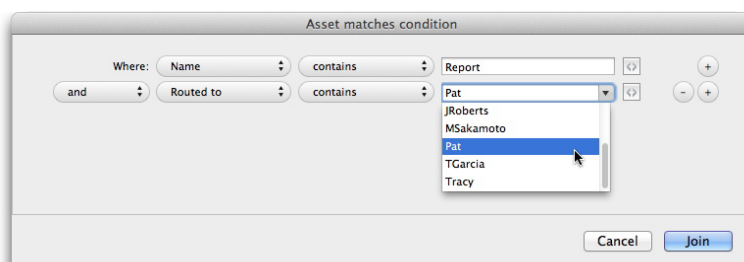 Asset matches condition
Where: Name contains Report <> +
and Routed to contains Pat <> - +
JRoberts
MSakamoto
Pat
TGarcia
Tracy
Cancel Join